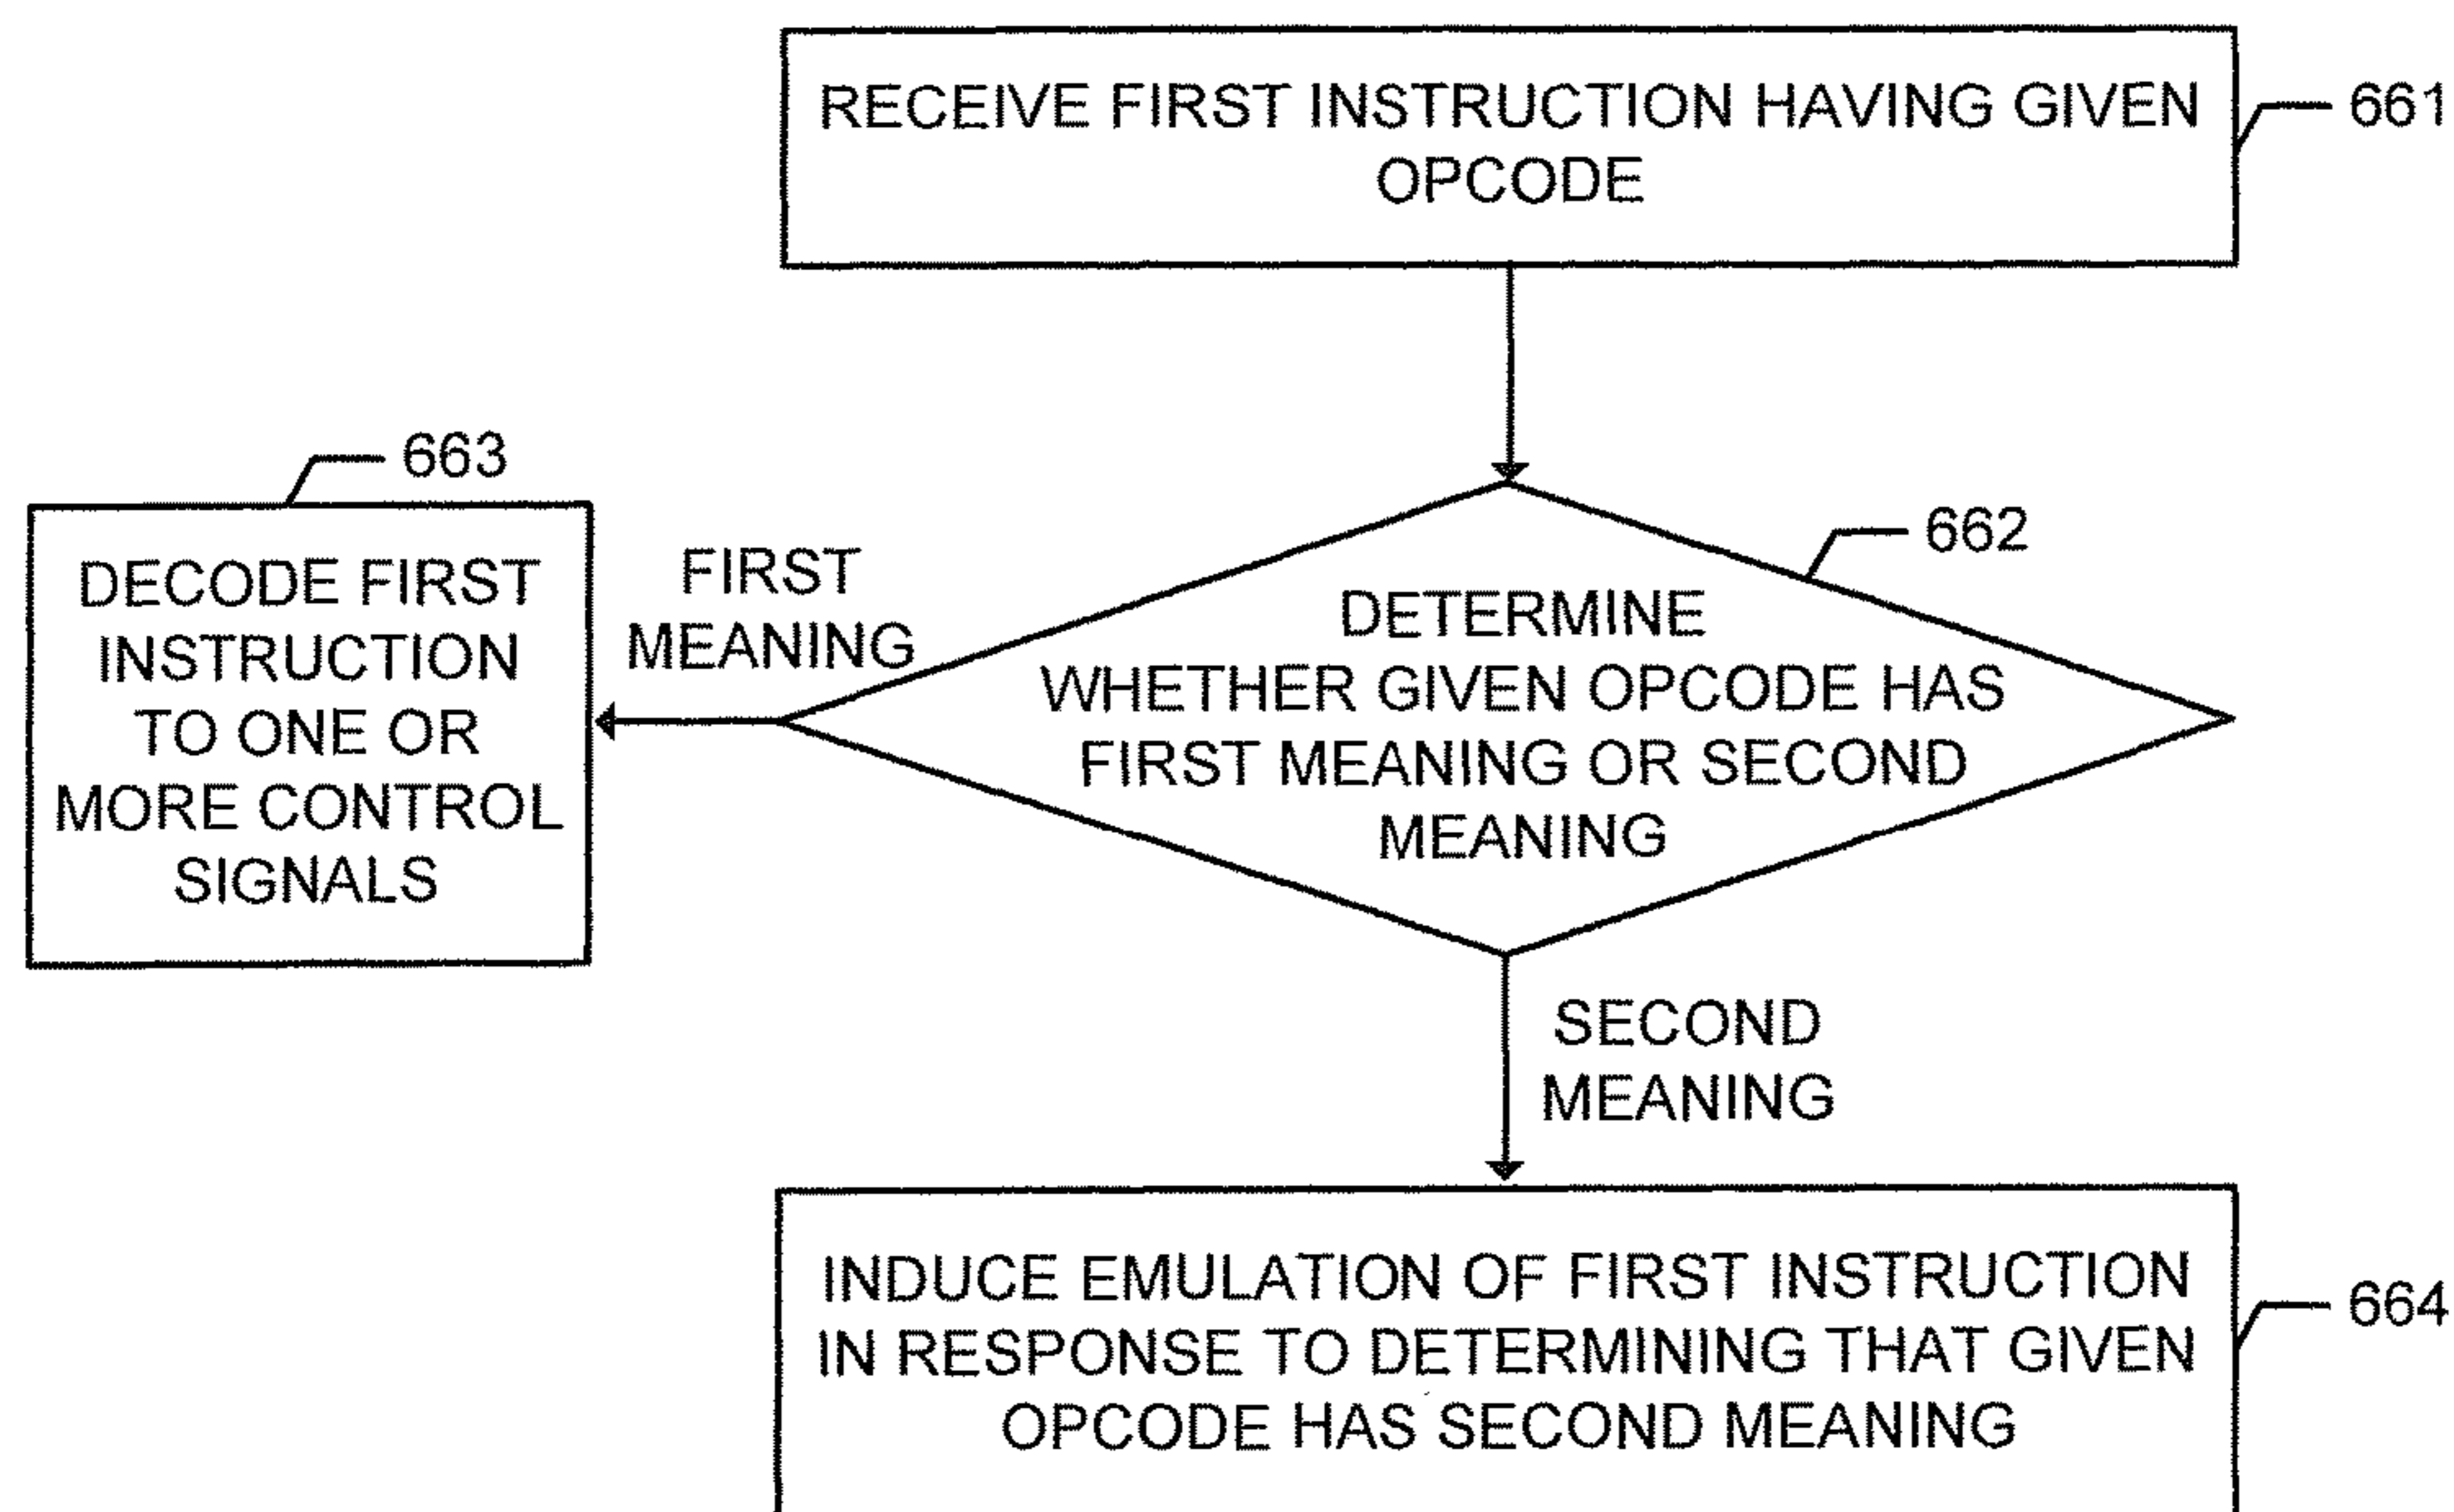 RECEIVE FIRST INSTRUCTION HAVING GIVEN
OPCODE
661
663
DECODE FIRST
INSTRUCTION
TO ONE OR
MORE CONTROL
SIGNALS
FIRST
MEANING
662
DETERMINE
WHETHER GIVEN OPCODE HAS
FIRST MEANING OR SECOND
MEANING
SECOND
MEANING
INDUCE EMULATION OF FIRST INSTRUCTION
IN RESPONSE TO DETERMINING THAT GIVEN
OPCODE HAS SECOND MEANING
664